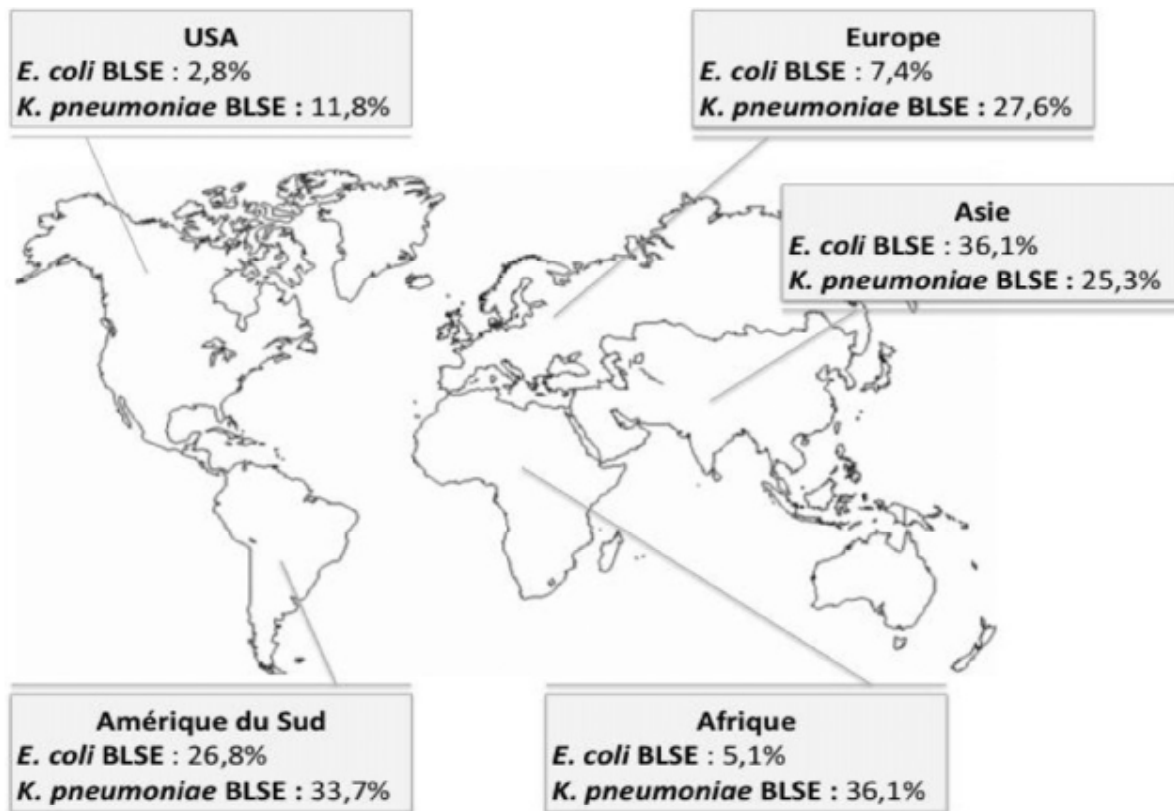 USA
E. coli BLSE : 2,8%
K. pneumoniae BLSE : 11,8%
Europe
E. coli BLSE : 7,4%
K. pneumoniae BLSE : 27,6%
Asie
E. coli BLSE : 36,1%
K. pneumoniae BLSE : 25,3%
Amérique du Sud
E. coli BLSE : 26,8%
K. pneumoniae BLSE : 33,7%
Afrique
E. coli BLSE : 5,1%
K. pneumoniae BLSE : 36,1%